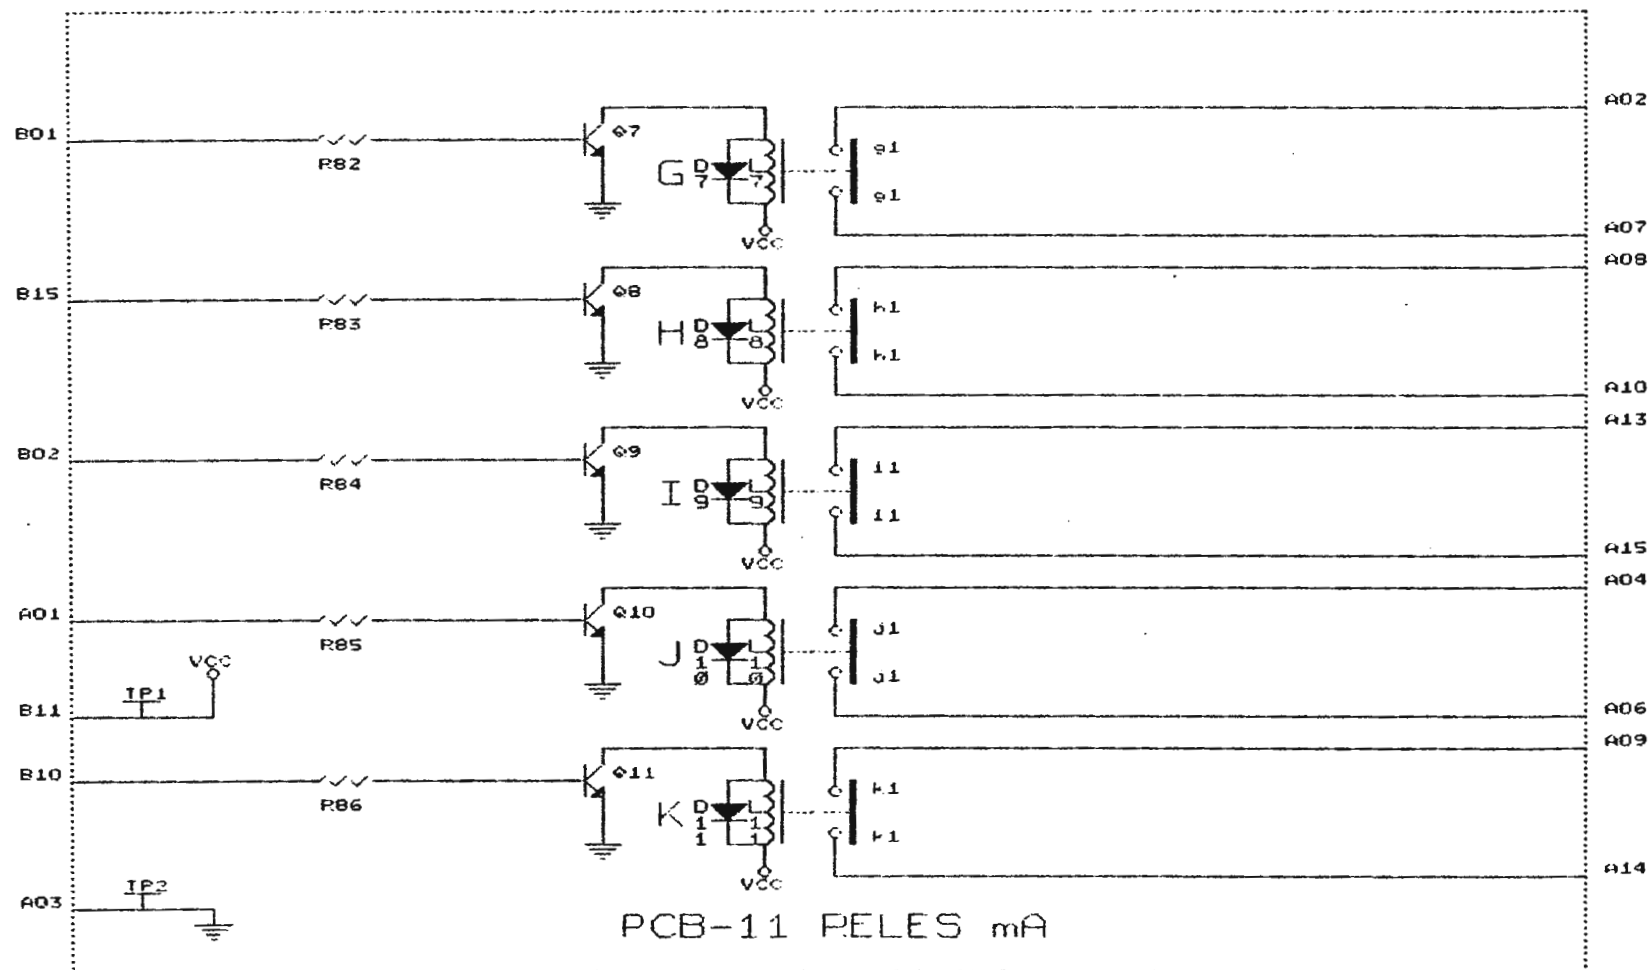 A02
B01
Q7
R82
G
D
7
L
7
g1
g1
VCC
A07
A08
B15
Q8
R83
H
D
8
L
8
h1
h1
VCC
A10
A13
B02
Q9
R84
I
D
9
L
9
i1
i1
VCC
A15
A04
A01
Q10
R85
J
D
1
0
L
1
0
j1
j1
VCC
TP1
B11
VCC
A06
A09
B10
Q11
R86
K
D
1
1
L
1
1
k1
k1
VCC
A14
TP2
A03
PCB-11 RELES mA